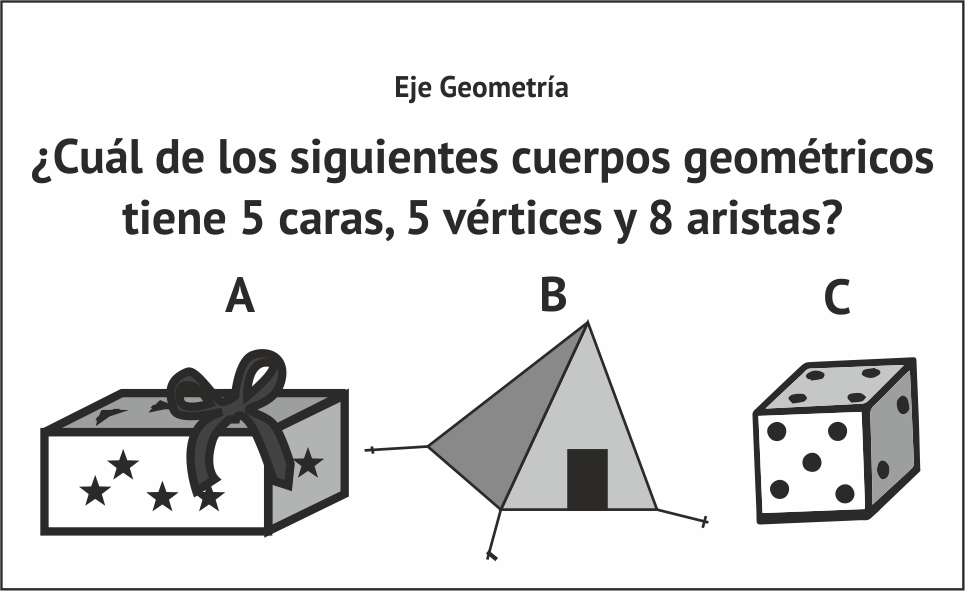 Eje Geometría
¿Cuál de los siguientes cuerpos geométricos
tiene 5 caras, 5 vértices y 8 aristas?
A B C